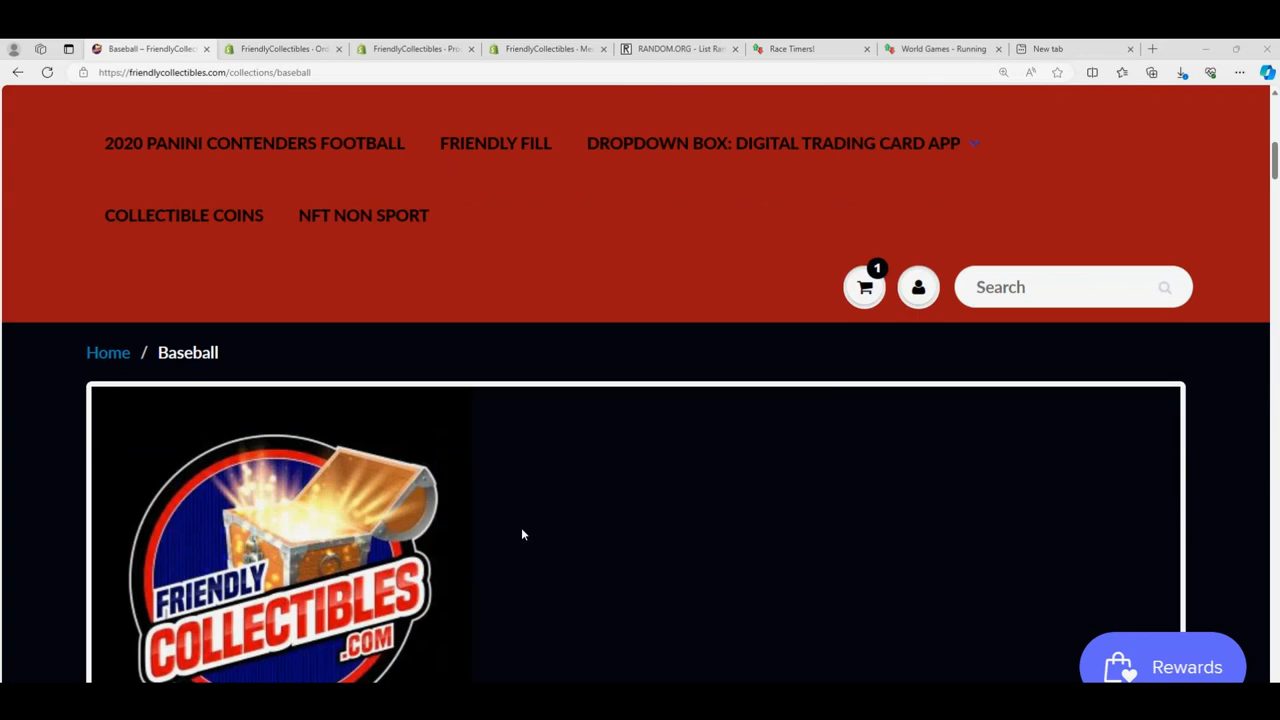 Baseball – FriendlyCollec
FriendlyCollectibles · Ord
FriendlyCollectibles · Pro
FriendlyCollectibles · Me
RANDOM.ORG - List Ran
Race Timers!
World Games - Running
New tab
https://friendlycollectibles.com/collections/baseball
2020 PANINI CONTENDERS FOOTBALL
FRIENDLY FILL
DROPDOWN BOX: DIGITAL TRADING CARD APP
COLLECTIBLE COINS
NFT NON SPORT
1
Search
Home / Baseball
FRIENDLY
COLLECTIBLES
.COM
Rewards